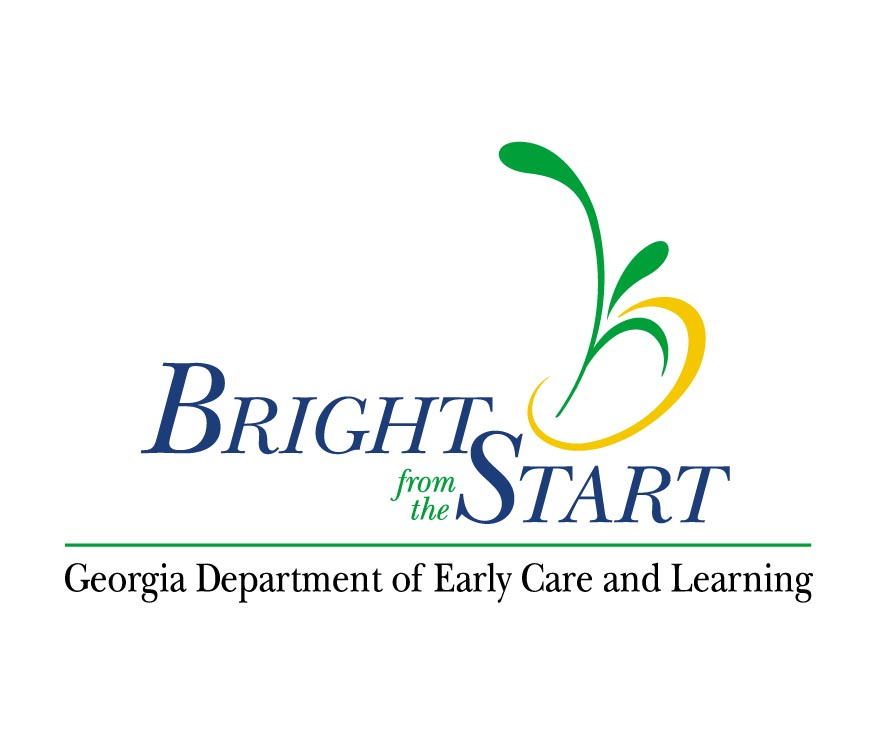 BRIGHT
from the
START
Georgia Department of Early Care and Learning